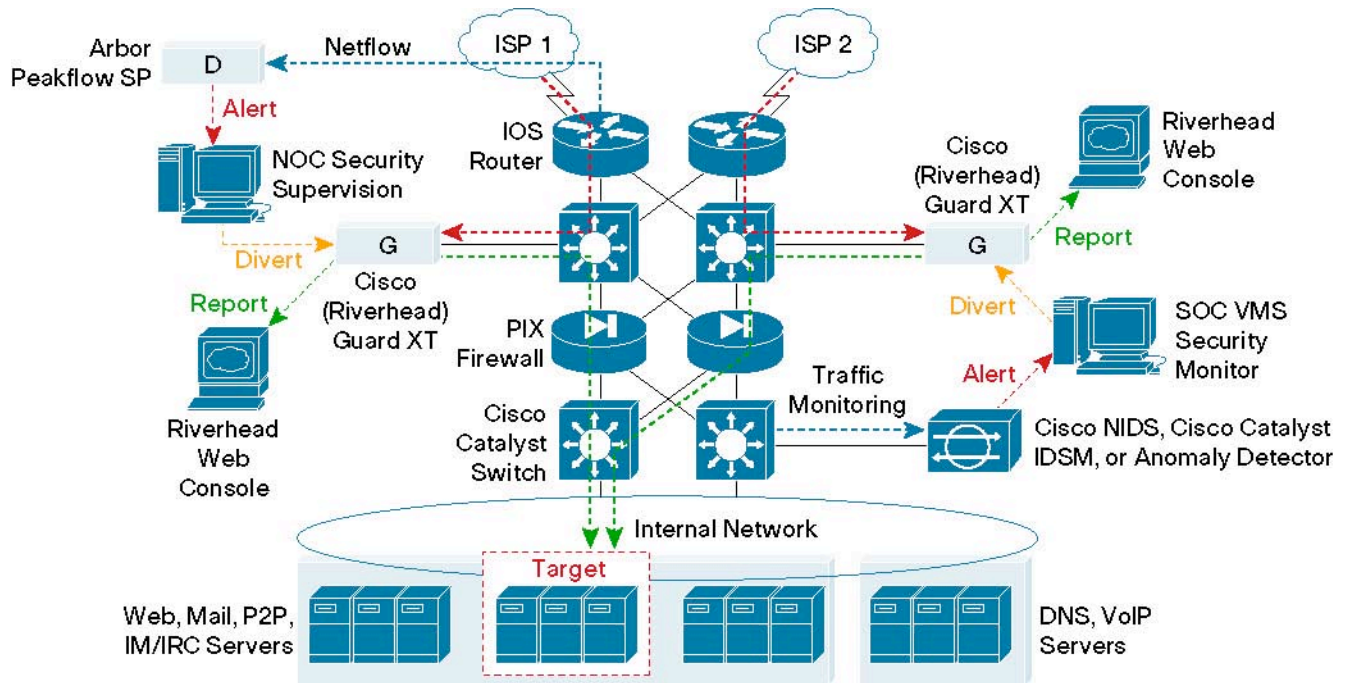 Arbor
Peakflow SP
D
Netflow
ISP 1
ISP 2
Alert
NOC Security
Supervision
IOS
Router
Cisco
(Riverhead)
Guard XT
Riverhead
Web
Console
Divert
G
G
Report
Report
Cisco
(Riverhead)
Guard XT
PIX
Firewall
Divert
SOC VMS
Security
Monitor
Alert
Riverhead
Web
Console
Cisco
Catalyst
Switch
Traffic
Monitoring
Cisco NIDS, Cisco Catalyst
IDSM, or Anomaly Detector
Internal Network
Target
Web, Mail, P2P,
IM/IRC Servers
DNS, VoIP
Servers